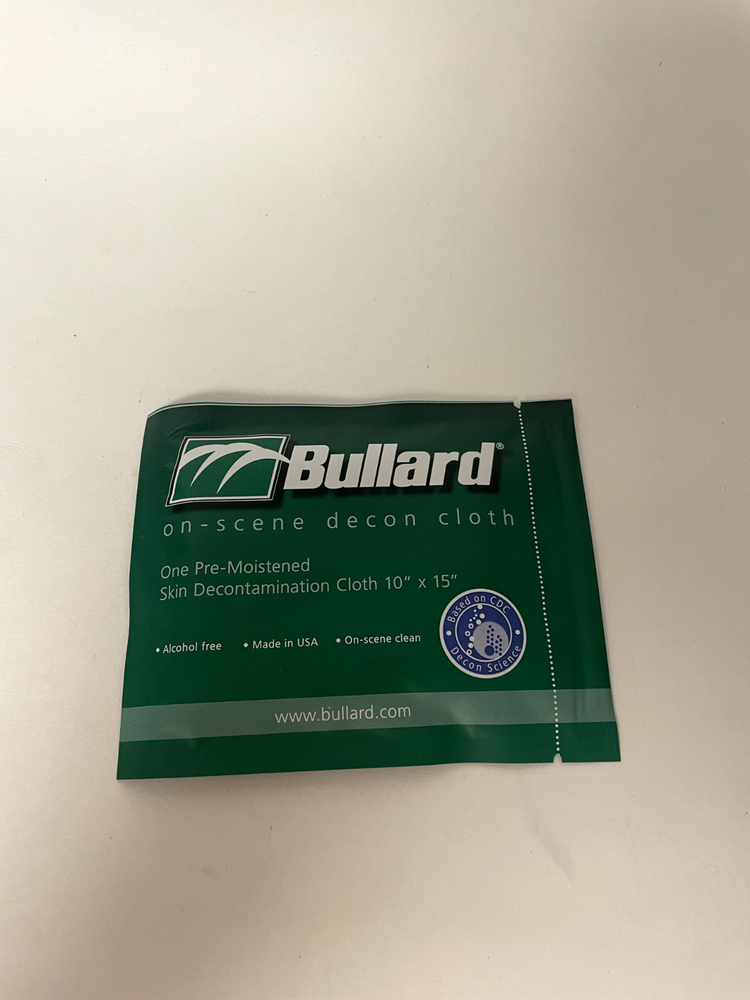 Bullard®
on-scene decon cloth
One Pre-Moistened
Skin Decontamination Cloth 10" x 15"
• Alcohol free • Made in USA • On-scene clean
• Based on CDC •
Decon Science
www.bullard.com